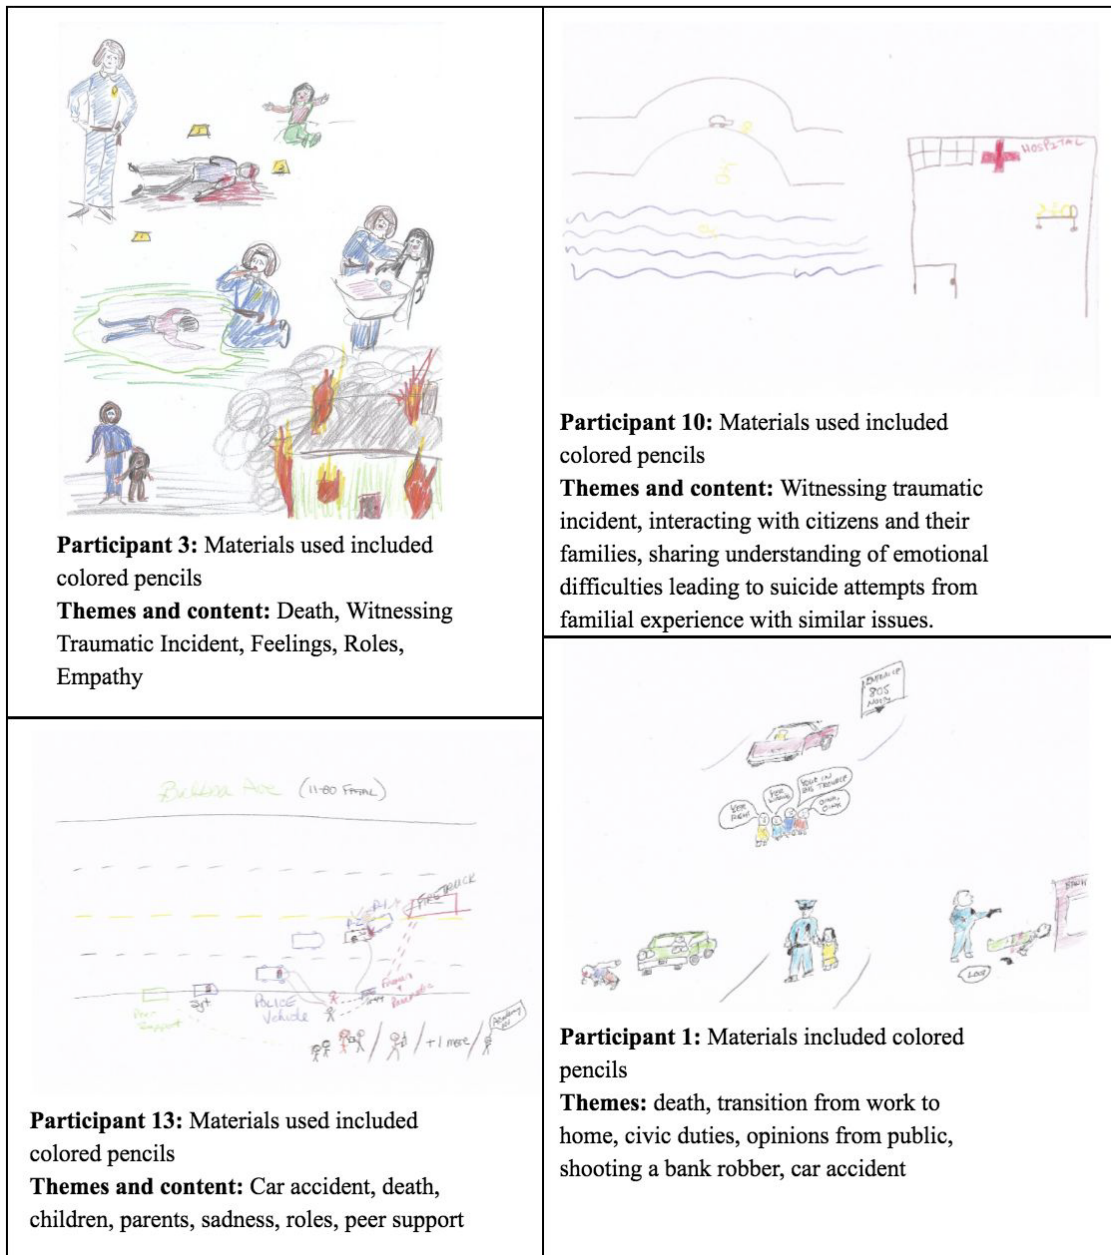 Participant 3: Materials used included
colored pencils
Themes and content: Death, Witnessing
Traumatic Incident, Feelings, Roles,
Empathy
HOSPITAL
Participant 10: Materials used included
colored pencils
Themes and content: Witnessing traumatic
incident, interacting with citizens and their
families, sharing understanding of emotional
difficulties leading to suicide attempts from
familial experience with similar issues.
Ave (11-80 FATAL)
FIRE TRUCK
POLICE
Vehicle
Peer
Support
Sgt
+1 more
Academy
Participant 13: Materials used included
colored pencils
Themes and content: Car accident, death,
children, parents, sadness, roles, peer support
805
BANK
Participant 1: Materials included colored
pencils
Themes: death, transition from work to
home, civic duties, opinions from public,
shooting a bank robber, car accident